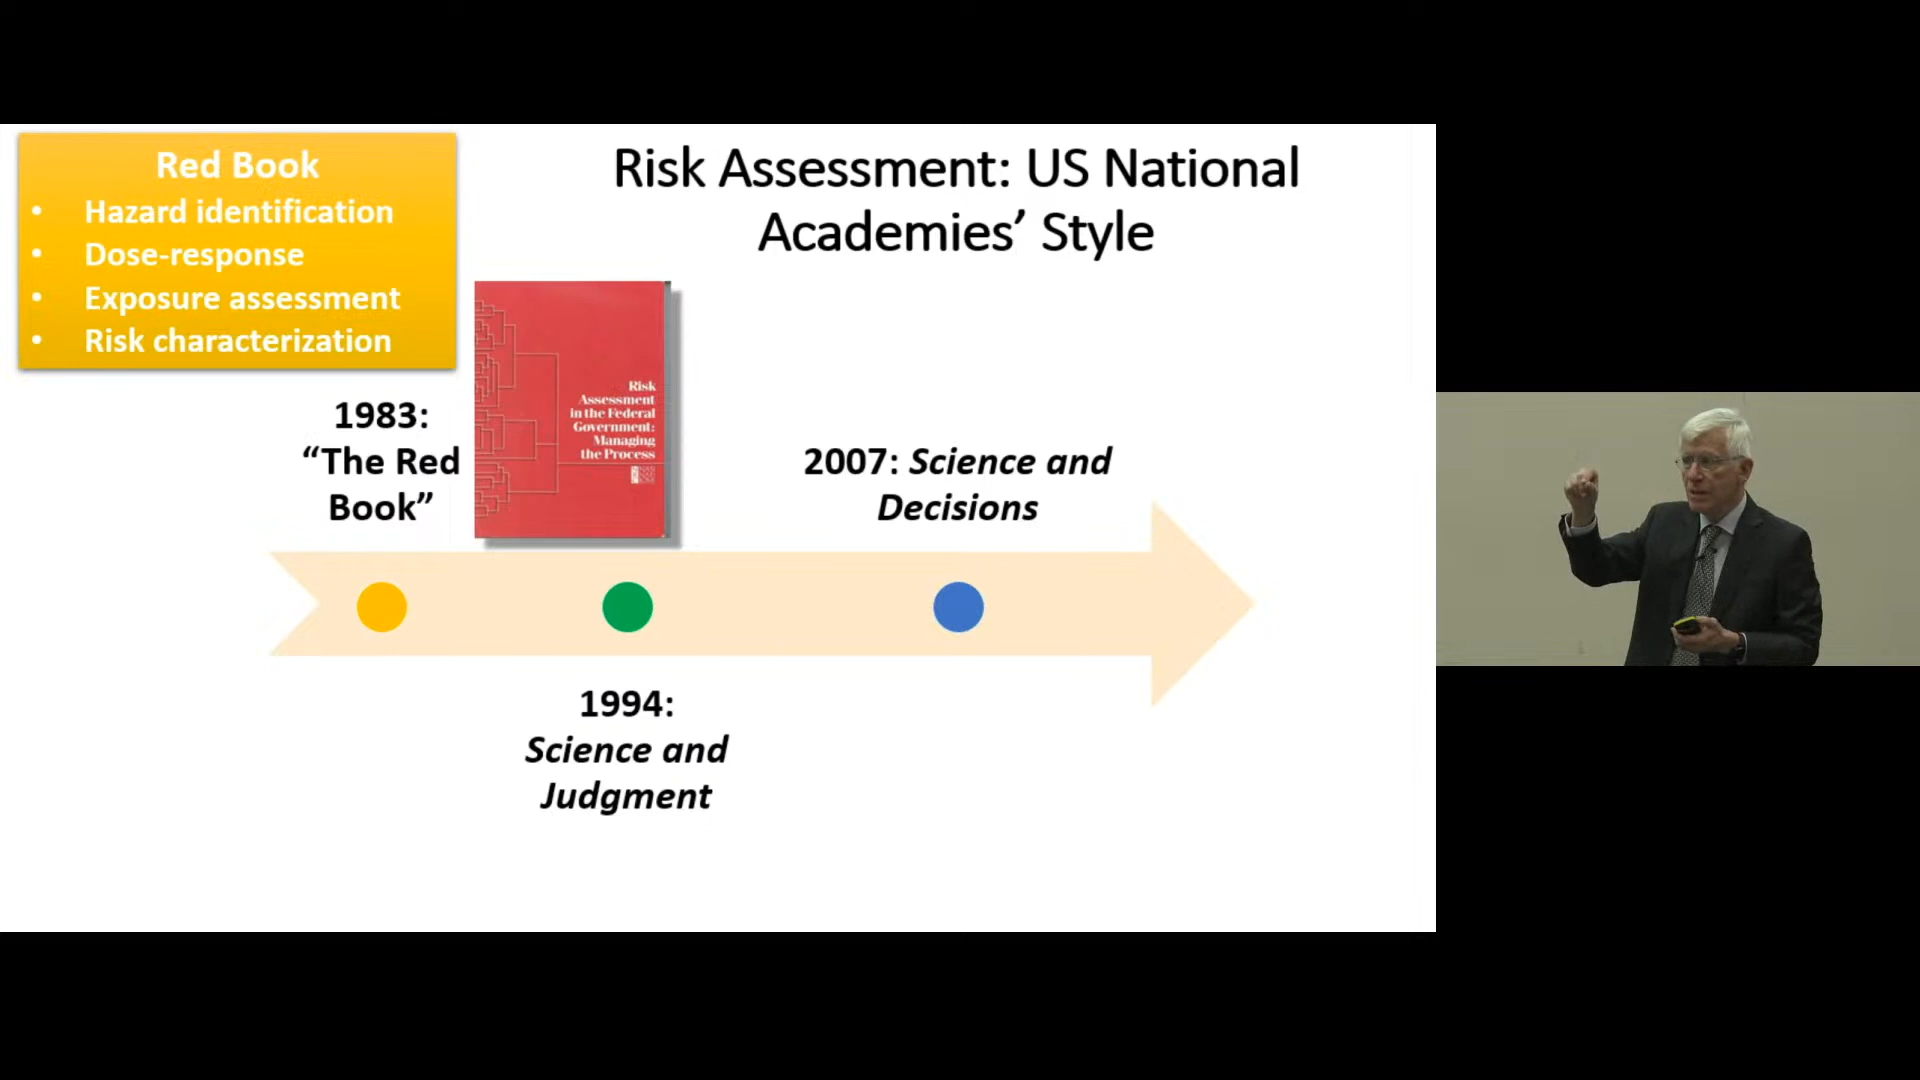 Red Book
• Hazard identification
• Dose-response
• Exposure assessment
• Risk characterization
Risk Assessment: US National
Academies’ Style
1983:
“The Red
Book”
Risk
Assessment
in the Federal
Government:
Managing
the Process
2007: Science and
Decisions
1994:
Science and
Judgment